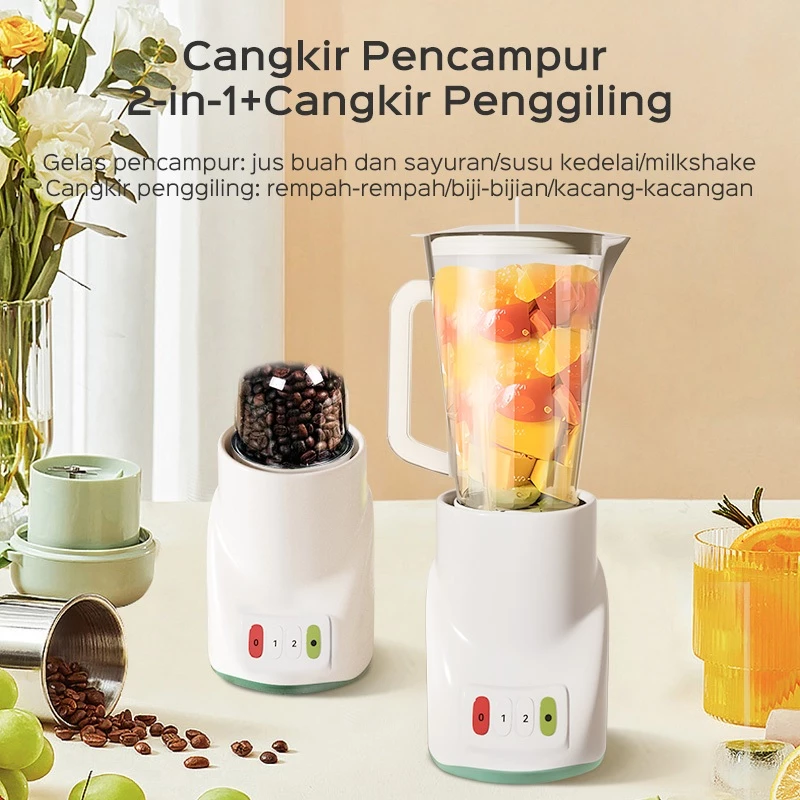 Cangkir Pencampur
2-in-1+Cangkir Penggiling
Gelas pencampur: jus buah dan sayuran/susu kedelai/milkshake
Cangkir penggiling: rempah-rempah/biji-bijian/kacang-kacangan
0 1 2
0 1 2